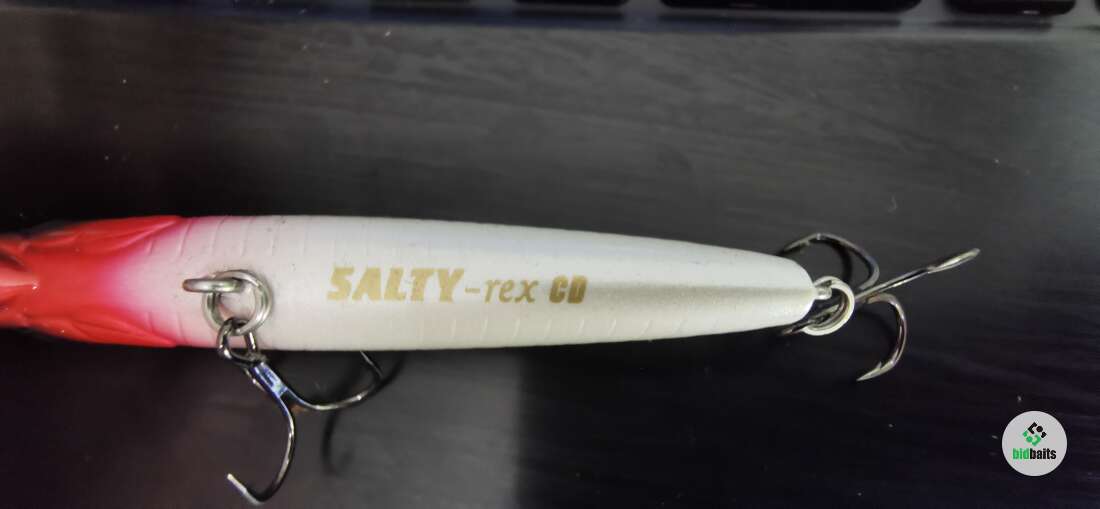 SALTY-rex CD
bidbaits